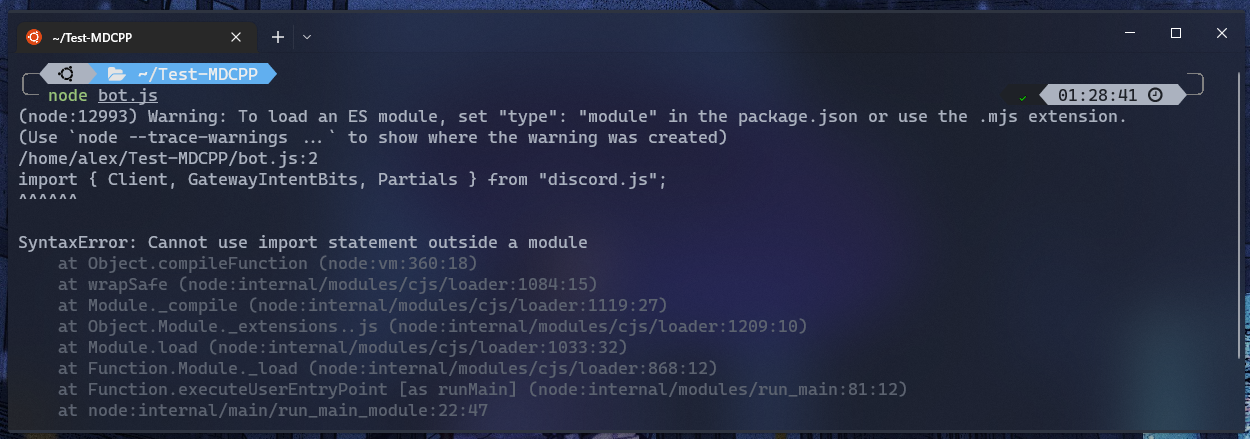 ~/Test-MDCPP
~/Test-MDCPP
node bot.js 01:28:41
(node:12993) Warning: To load an ES module, set "type": "module" in the package.json or use the .mjs extension.
(Use `node --trace-warnings ...` to show where the warning was created)
/home/alex/Test-MDCPP/bot.js:2
import { Client, GatewayIntentBits, Partials } from "discord.js";
^^^^^^
SyntaxError: Cannot use import statement outside a module
at Object.compileFunction (node:vm:360:18)
at wrapSafe (node:internal/modules/cjs/loader:1084:15)
at Module._compile (node:internal/modules/cjs/loader:1119:27)
at Object.Module._extensions..js (node:internal/modules/cjs/loader:1209:10)
at Module.load (node:internal/modules/cjs/loader:1033:32)
at Function.Module._load (node:internal/modules/cjs/loader:868:12)
at Function.executeUserEntryPoint [as runMain] (node:internal/modules/run_main:81:12)
at node:internal/main/run_main_module:22:47